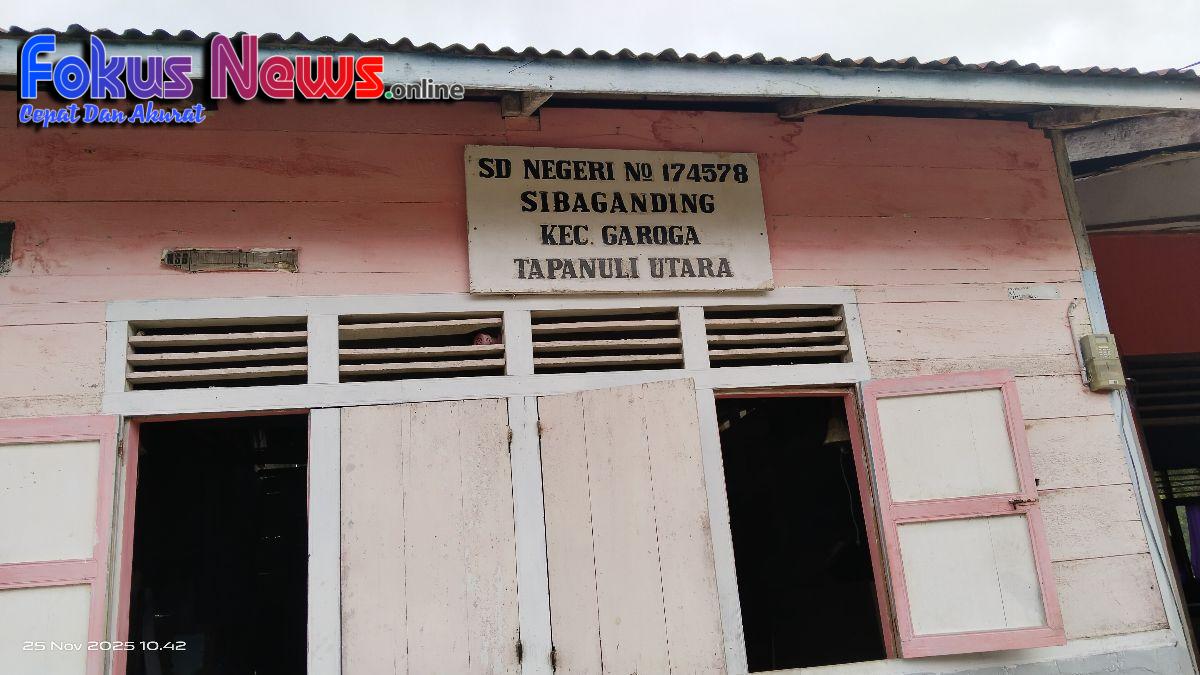 Fokus News.online
Cepat Dan Akurat
SD NEGERI No 174578
SIBAGANDING
KEC. GAROGA
TAPANULI UTARA
25 Nov 2025 10.42